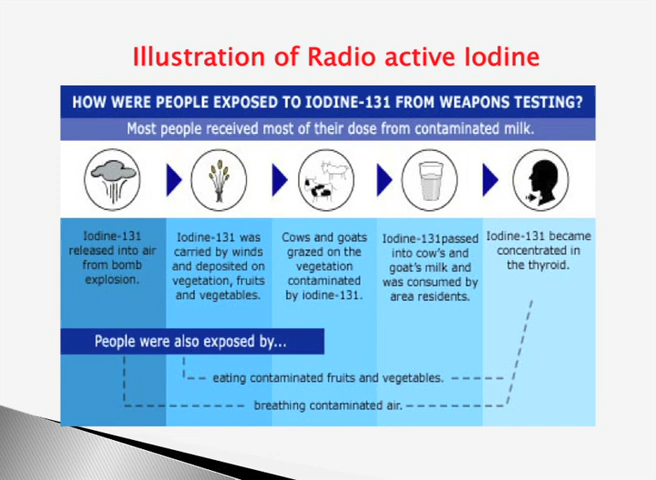 Illustration of Radio active Iodine
HOW WERE PEOPLE EXPOSED TO IODINE-131 FROM WEAPONS TESTING?
Most people received most of their dose from contaminated milk.
Iodine-131
released into air
from bomb
explosion.
Iodine-131 was
carried by winds
and deposited on
vegetation, fruits
and vegetables.
Cows and goats
grazed on the
vegetation
contaminated
by iodine-131.
Iodine-131passed
into cow's and
goat's milk and
was consumed by
area residents.
Iodine-131 became
concentrated in
the thyroid.
People were also exposed by...
eating contaminated fruits and vegetables.
breathing contaminated air.